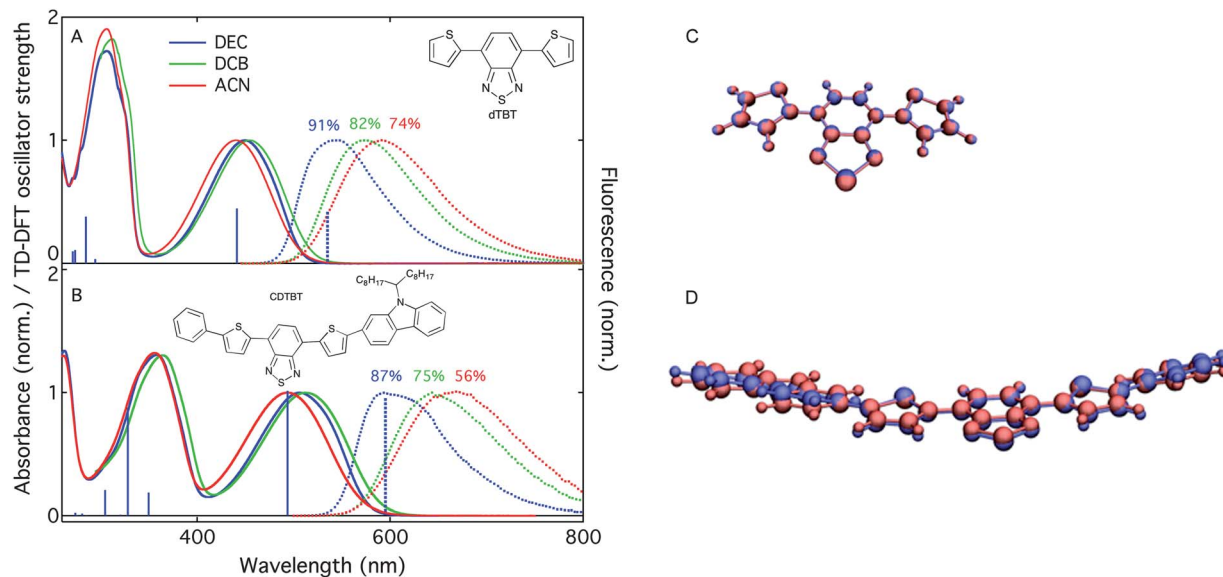 A
DEC
DCB
ACN
S
S
N
N
S
dTBT
91%
82%
74%
2
1
0
B
CDTBT
C₈H₁₇
C₈H₁₇
N
S
S
N
N
S
87%
75%
56%
2
1
0
400
600
800
Wavelength (nm)
Absorbance (norm.) / TD-DFT oscillator strength
Fluorescence (norm.)
C
D